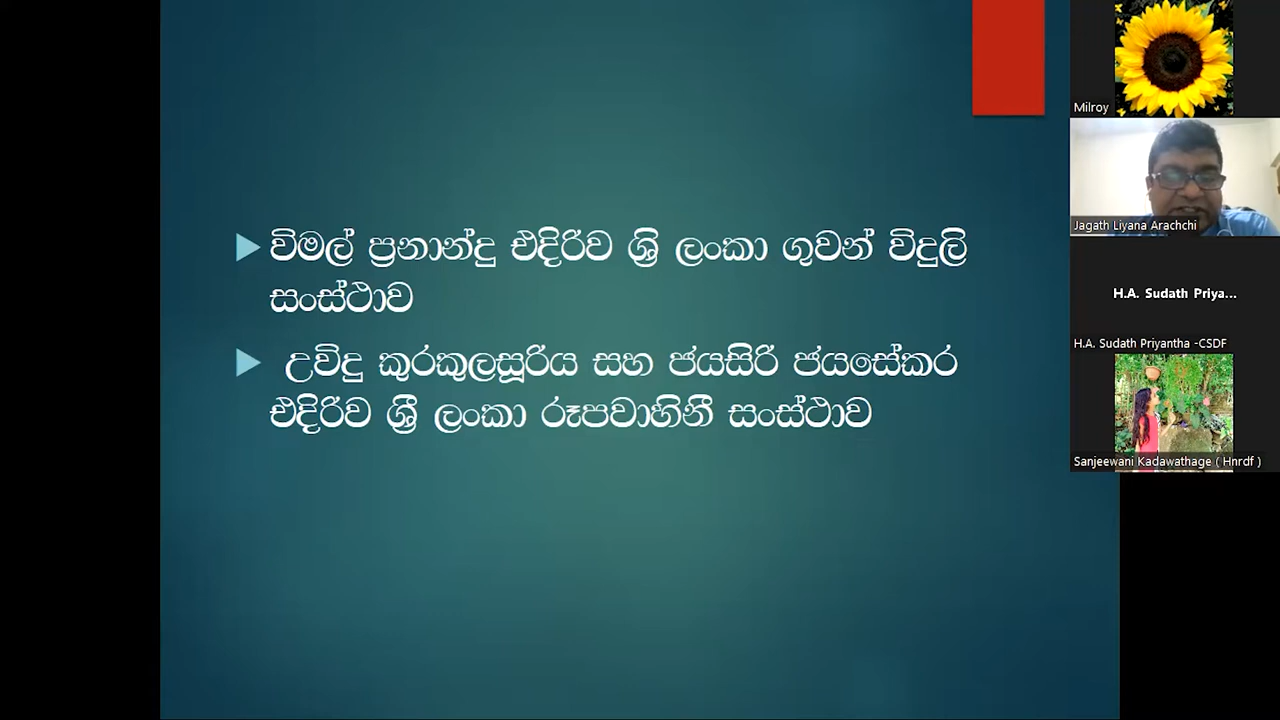 විමල් ප්‍රනාන්දු එදිරිව ශ්‍රි ලංකා ගුවන් විදුලි
සංස්ථාව
උවිදු කුරකුලසූරිය සහ ජයසිරි ජයසේකර
එදිරිව ශ්‍රී ලංකා රූපවාහිනී සංස්ථාව
Milroy
Jagath Liyana Arachchi
H.A. Sudath Priya...
H.A. Sudath Priyantha -CSDF
Sanjeewani Kadawathage ( Hnrdf )